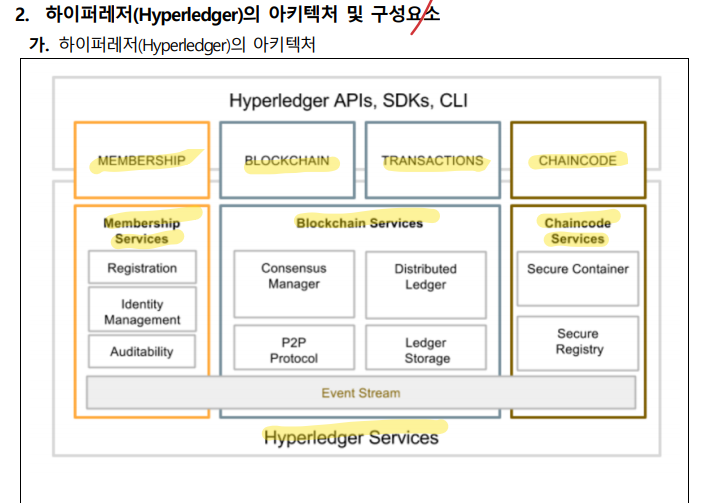 2. 하이퍼레저(Hyperledger)의 아키텍처 및 구성요소
가. 하이퍼레저(Hyperledger)의 아키텍처
Hyperledger APIs, SDKs, CLI
MEMBERSHIP
BLOCKCHAIN
TRANSACTIONS
CHAINCODE
Membership
Services
Registration
Identity
Management
Auditability
Blockchain Services
Consensus
Manager
Distributed
Ledger
P2P
Protocol
Ledger
Storage
Chaincode
Services
Secure Container
Secure
Registry
Event Stream
Hyperledger Services